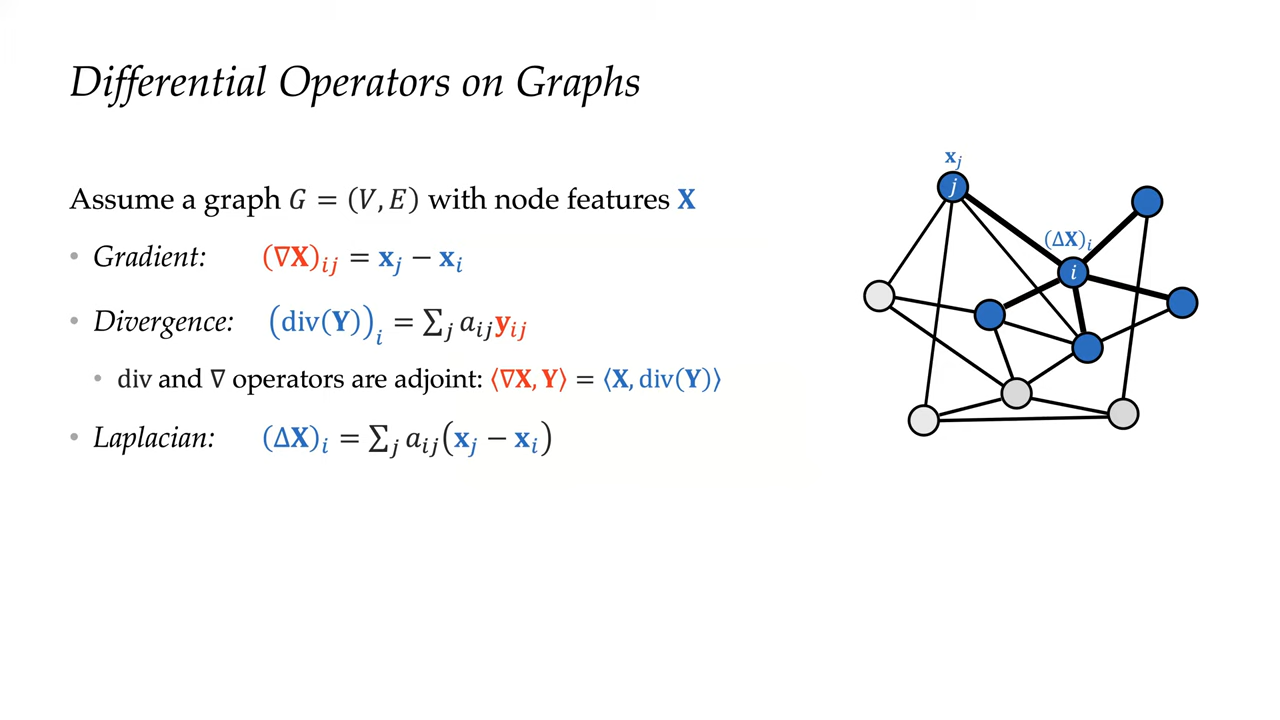 Differential Operators on Graphs
Assume a graph G = (V, E) with node features X
• Gradient: (∇X)ᵢⱼ = xⱼ − xᵢ
• Divergence: (div(Y))ᵢ = ∑ⱼ aᵢⱼyᵢⱼ
• div and ∇ operators are adjoint: ⟨∇X, Y⟩ = ⟨X, div(Y)⟩
• Laplacian: (ΔX)ᵢ = ∑ⱼ aᵢⱼ(xⱼ − xᵢ)
xⱼ
j
(ΔX)ᵢ
i